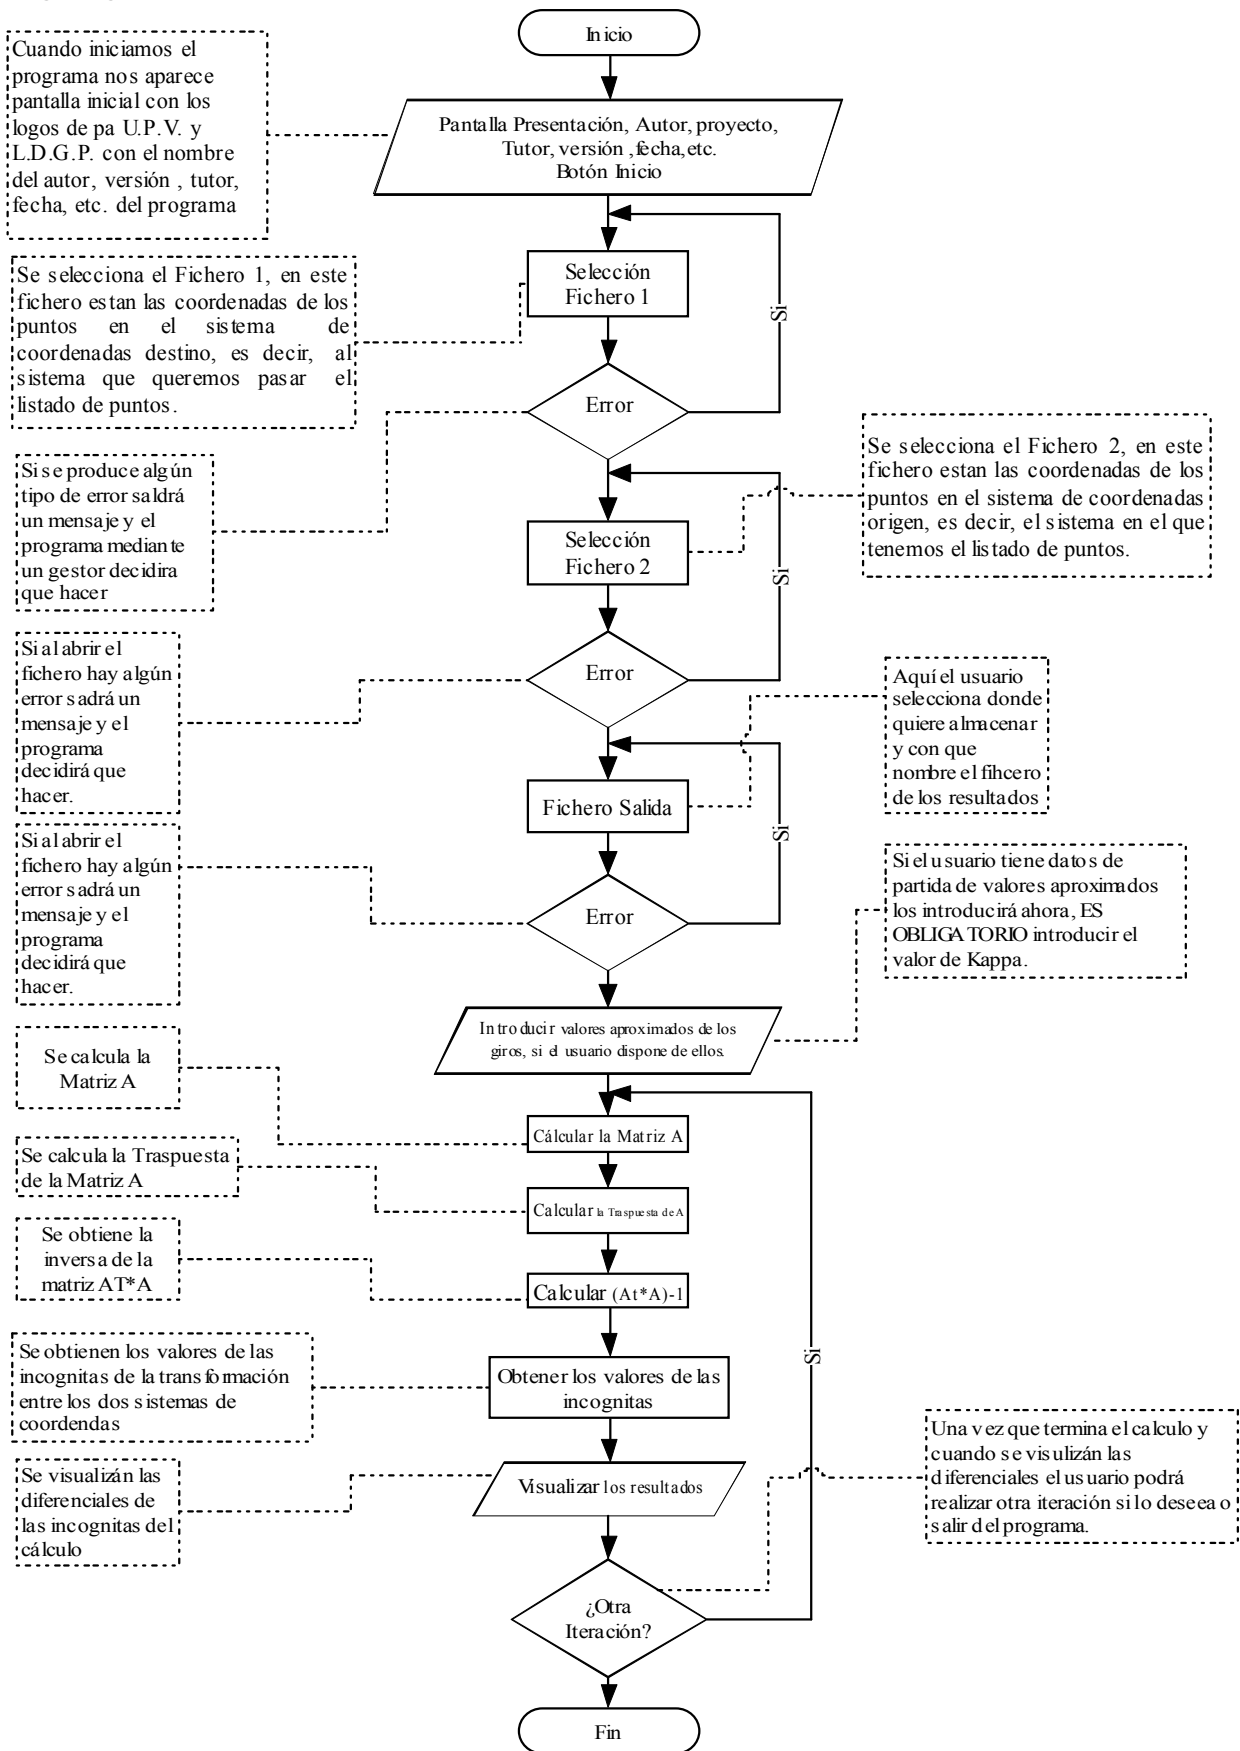 Inicio
Cuando iniciamos el
programa nos aparece
pantalla inicial con los
logos de pa U.P.V. y
L.D.G.P. con el nombre
del autor, versión , tutor,
fecha, etc. del programa
Pantalla Presentación, Autor, proyecto,
Tutor, versión ,fecha, etc.
Botón Inicio
Se selecciona el Fichero 1, en este
fichero estan las coordenadas de los
puntos en el sistema de
coordenadas destino, es decir, al
sistema que queremos pasar el
listado de puntos.
Selección
Fichero 1
Si
Error
Si se produce algún
tipo de error saldrá
un mensaje y el
programa mediante
un gestor decidira
que hacer
Se selecciona el Fichero 2, en este
fichero estan las coordenadas de los
puntos en el sistema de coordenadas
origen, es decir, el sistema en el que
tenemos el listado de puntos.
Selección
Fichero 2
Si
Error
Si al abrir el
fichero hay algún
error sadrá un
mensaje y el
programa
decidirá que
hacer.
Aquí el usuario
selecciona donde
quiere almacenar
y con que
nombre el fihcero
de los resultados
Fichero Salida
Si
Error
Si al abrir el
fichero hay algún
error sadrá un
mensaje y el
programa
decidirá que
hacer.
Si el usuario tiene datos de
partida de valores aproximados
los introducirá ahora, ES
OBLIGATORIO introducir el
valor de Kappa.
Introducir valores aproximados de los
giros, si el usuario dispone de ellos.
Se calcula la
Matriz A
Cálcular la Matriz A
Se calcula la Traspuesta
de la Matriz A
Calcular la Traspuesta de A
Se obtiene la
inversa de la
matriz AT*A
Calcular (At*A)-1
Si
Se obtienen los valores de las
incognitas de la transformación
entre los dos sistemas de
coordendas
Obtener los valores de las
incognitas
Se visualizán las
diferenciales de
las incognitas del
cálculo
Visualizar los resultados
Una vez que termina el calculo y
cuando se visulizán las
diferenciales el usuario podrá
realizar otra iteración si lo deseea o
salir del programa.
¿Otra
Iteración?
Fin